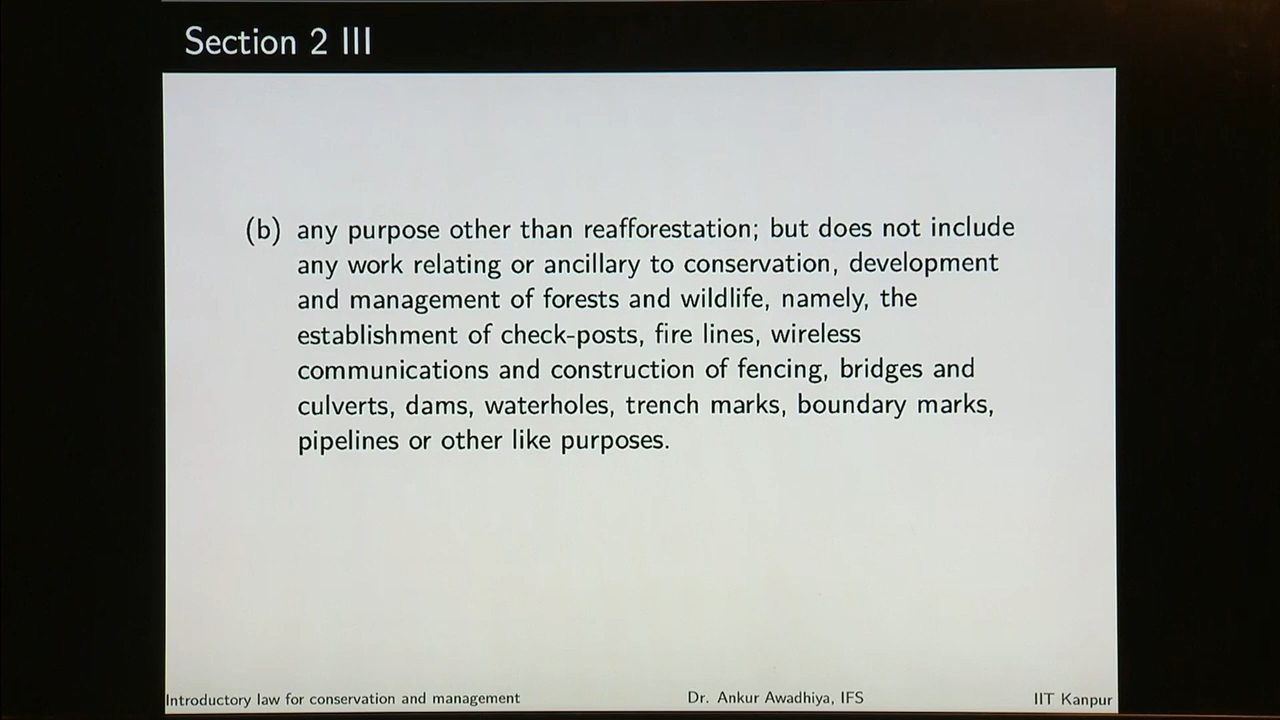 Section 2 III
(b) any purpose other than reafforestation; but does not include
any work relating or ancillary to conservation, development
and management of forests and wildlife, namely, the
establishment of check-posts, fire lines, wireless
communications and construction of fencing, bridges and
culverts, dams, waterholes, trench marks, boundary marks,
pipelines or other like purposes.
Introductory law for conservation and management Dr. Ankur Awadhiya, IFS IIT Kanpur